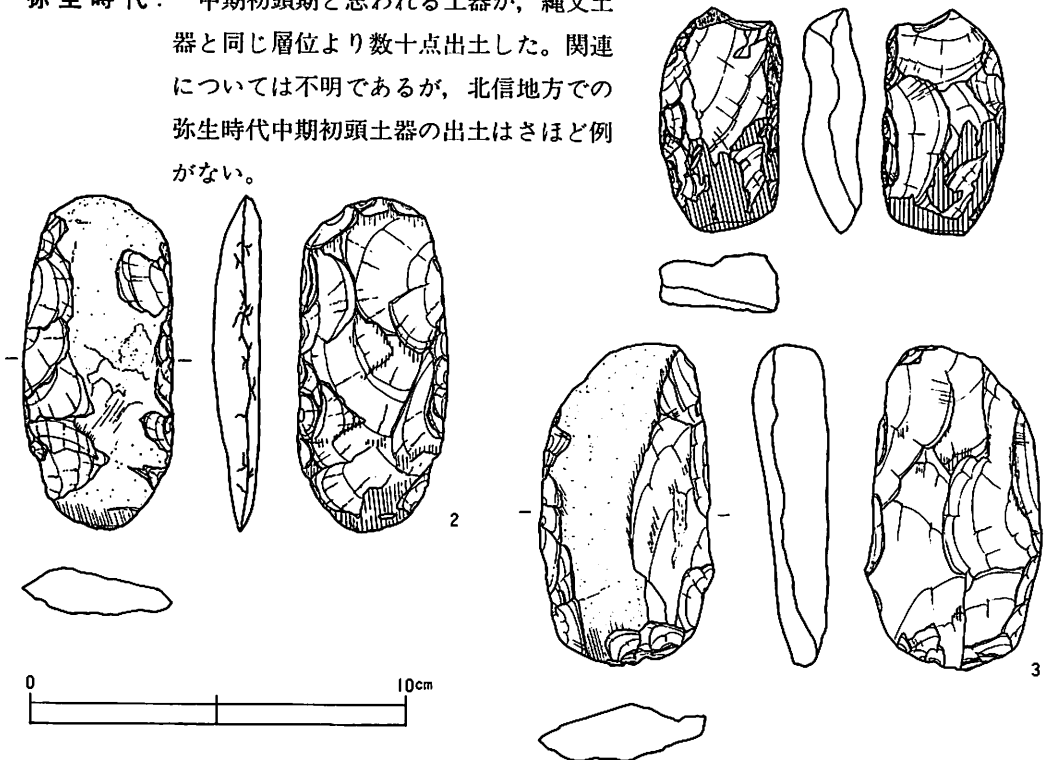 弥生時代:　中期初頭期と思われる土器が，縄文土
器と同じ層位より数十点出土した。関連
については不明であるが，北信地方での
弥生時代中期初頭土器の出土はさほど例
がない。
2
3
0 10cm